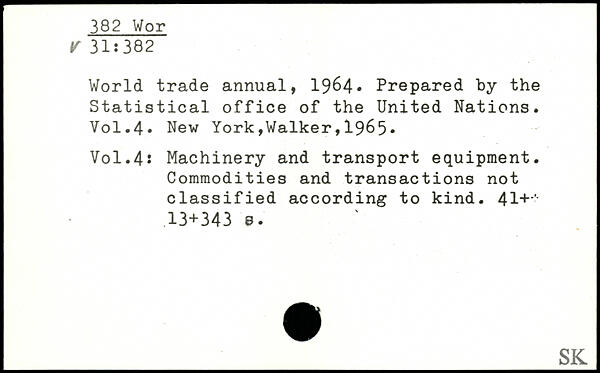 382 Wor
v 31:382
World trade annual, 1964. Prepared by the
Statistical office of the United Nations.
Vol.4. New York,Walker,1965.
Vol.4: Machinery and transport equipment.
Commodities and transactions not
classified according to kind. 41+
13+343 s.
SK